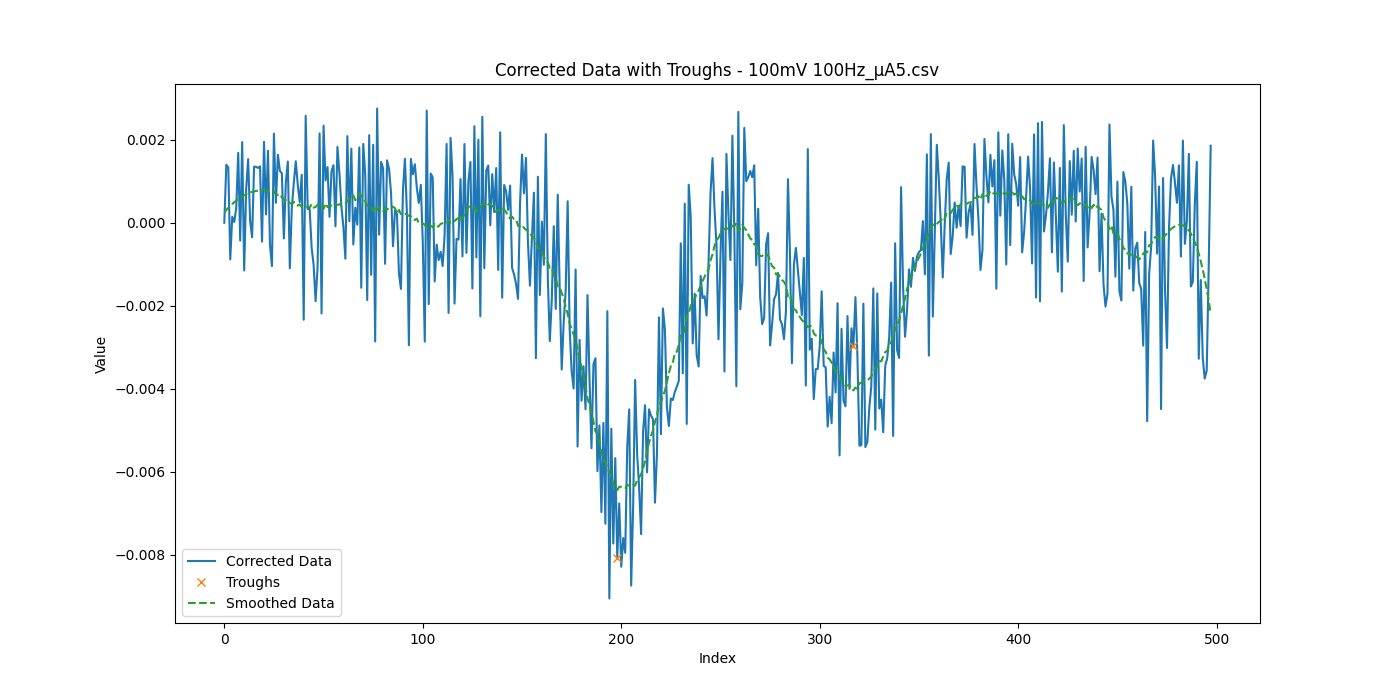 Corrected Data with Troughs - 100mV 100Hz_μA5.csv
Value
0.002
0.000
−0.002
−0.004
−0.006
−0.008
Corrected Data
Troughs
Smoothed Data
0 100 200 300 400 500
Index